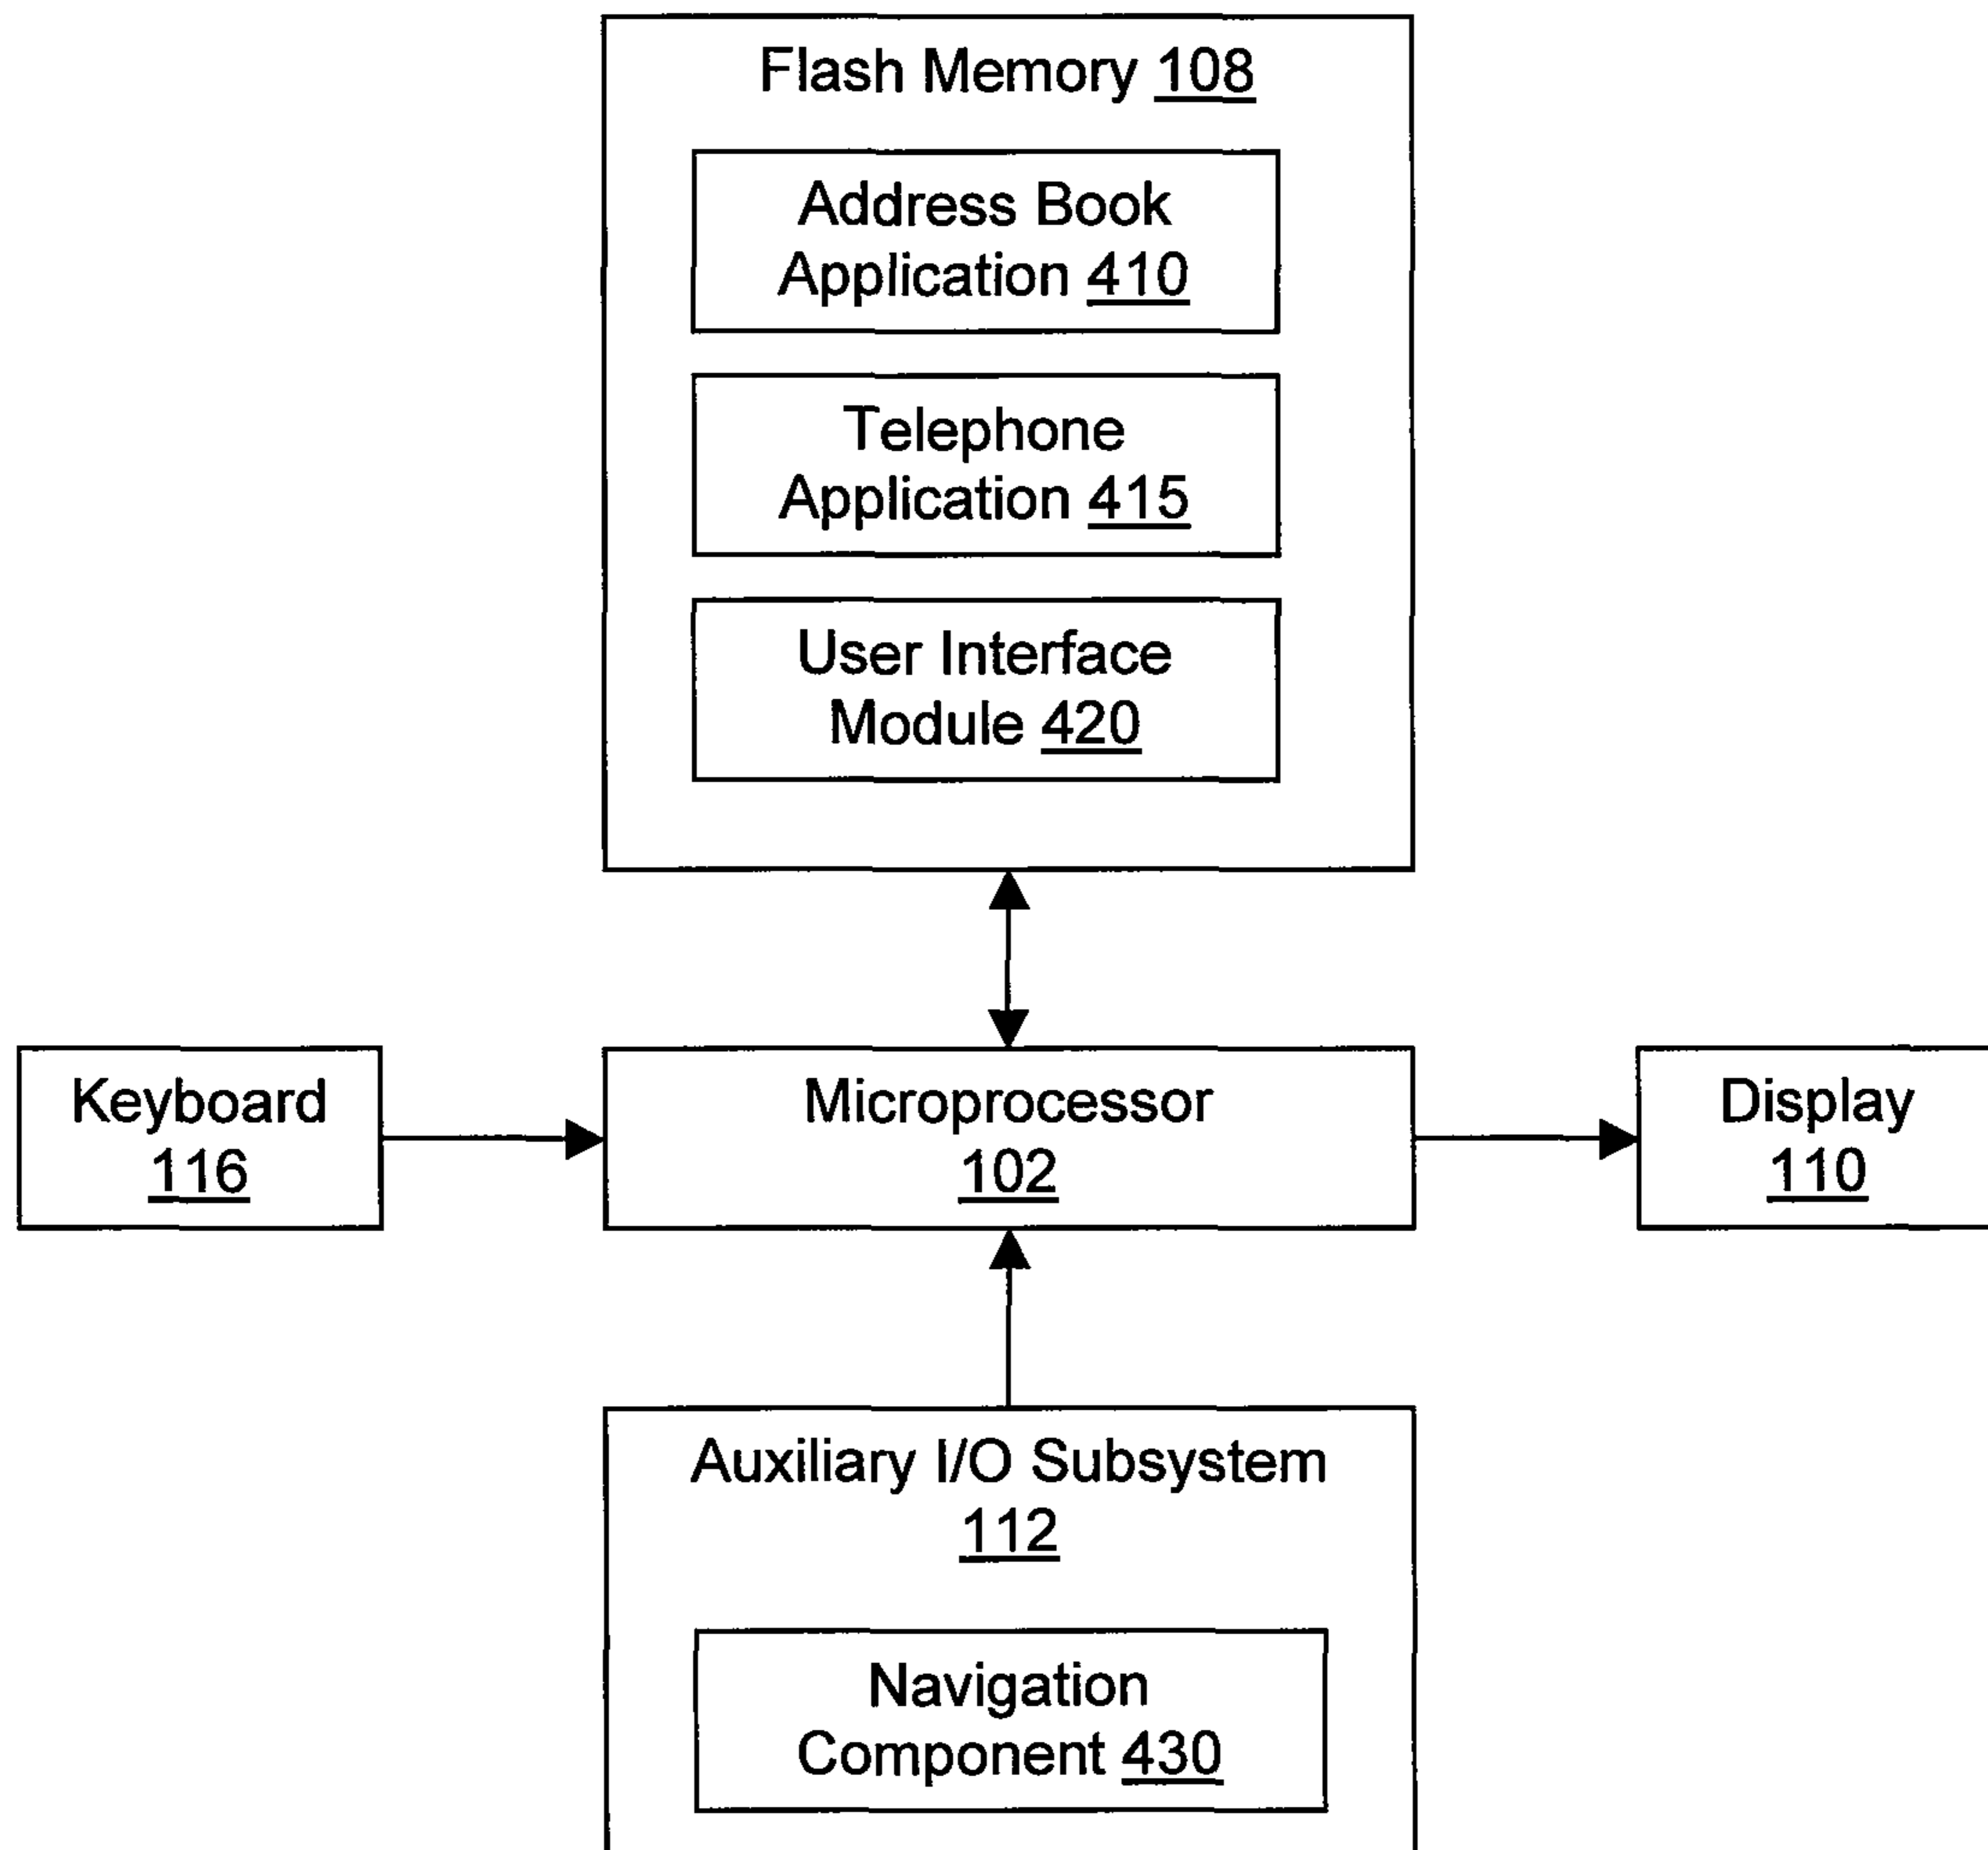 Flash Memory 108
Address Book
Application 410
Telephone
Application 415
User Interface
Module 420
Keyboard
116
Microprocessor
102
Display
110
Auxiliary I/O Subsystem
112
Navigation
Component 430